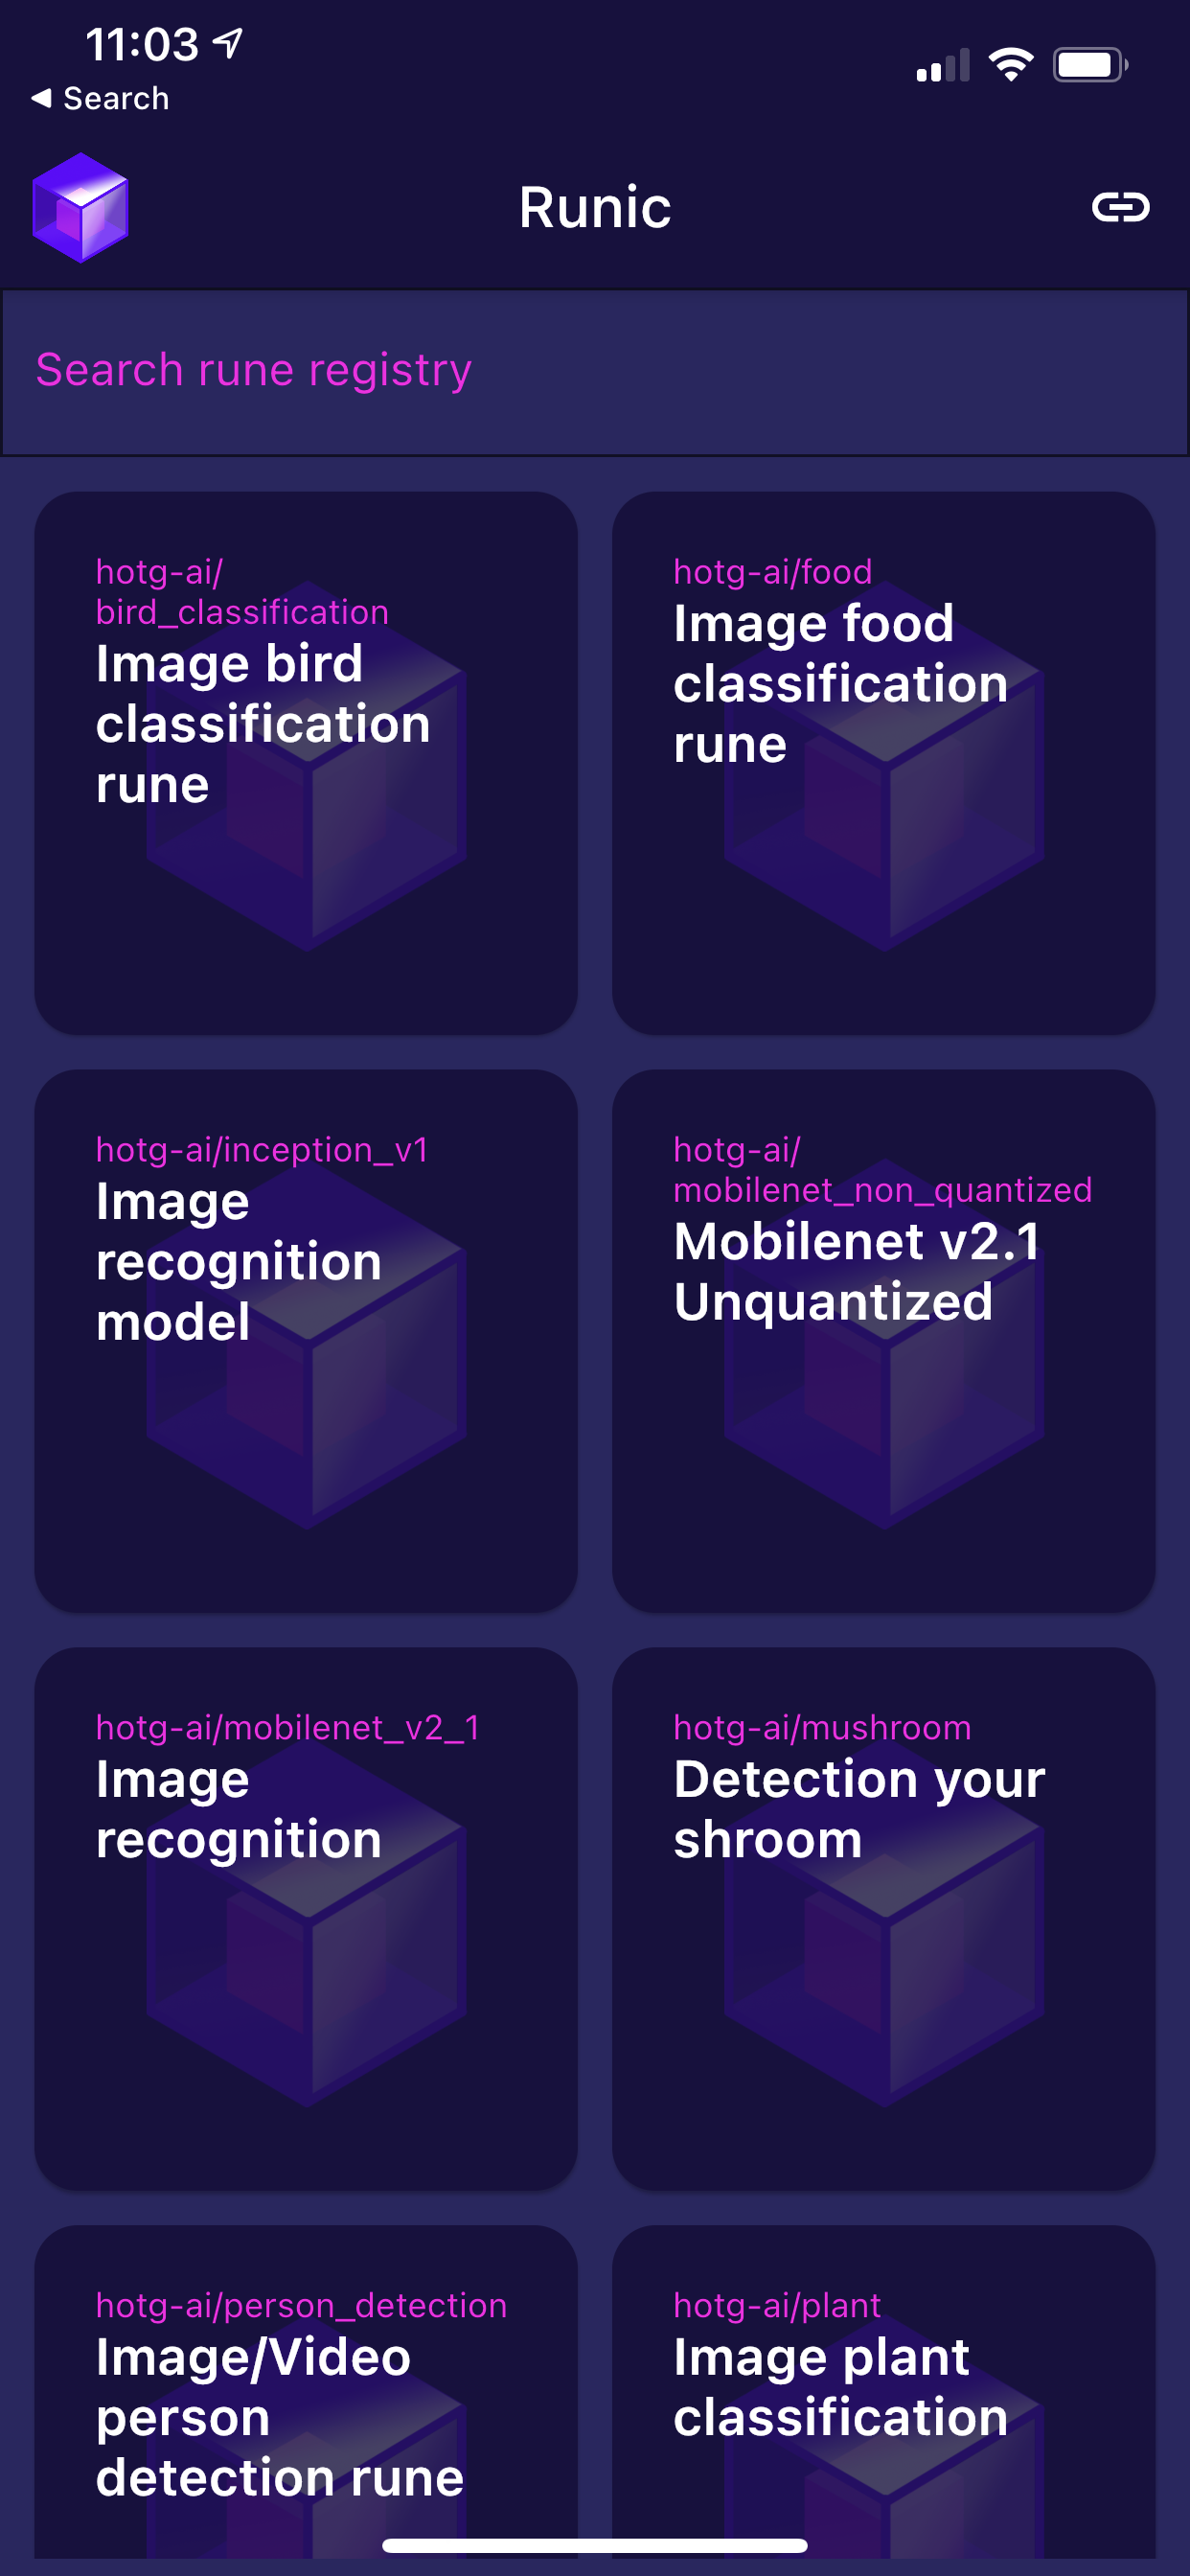 11:03
Search
Runic
Search rune registry
hotg-ai/
bird_classification
Image bird
classification
rune
hotg-ai/food
Image food
classification
rune
hotg-ai/inception_v1
Image
recognition
model
hotg-ai/
mobilenet_non_quantized
Mobilenet v2.1
Unquantized
hotg-ai/mobilenet_v2_1
Image
recognition
hotg-ai/mushroom
Detection your
shroom
hotg-ai/person_detection
Image/Video
person
detection rune
hotg-ai/plant
Image plant
classification